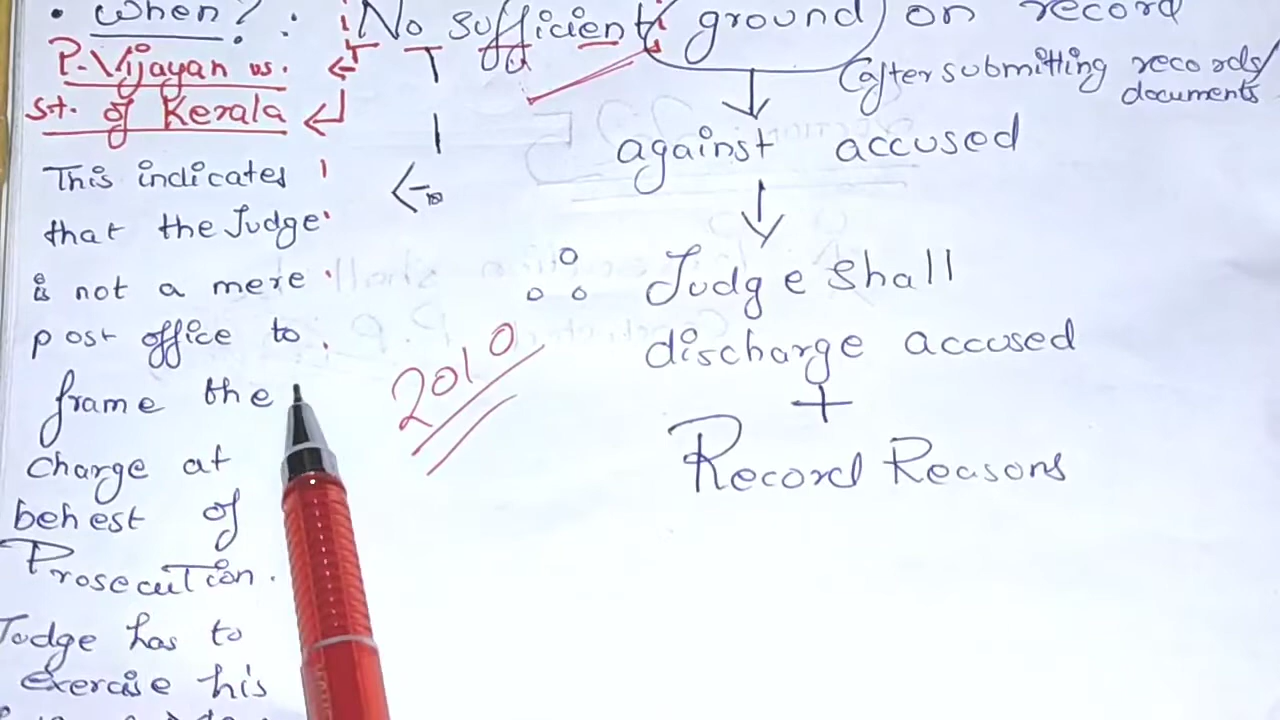 • When? : No sufficient ground on record
(after submitting records/
documents
against accused
∴ Judge shall
discharge accused
+
Record Reasons
P. Vijayan vs.
St. of Kerala
This indicates
that the Judge
is not a mere
post office to
frame the
charge at
behest of
Prosecution.
Judge has to
exercise his
2010